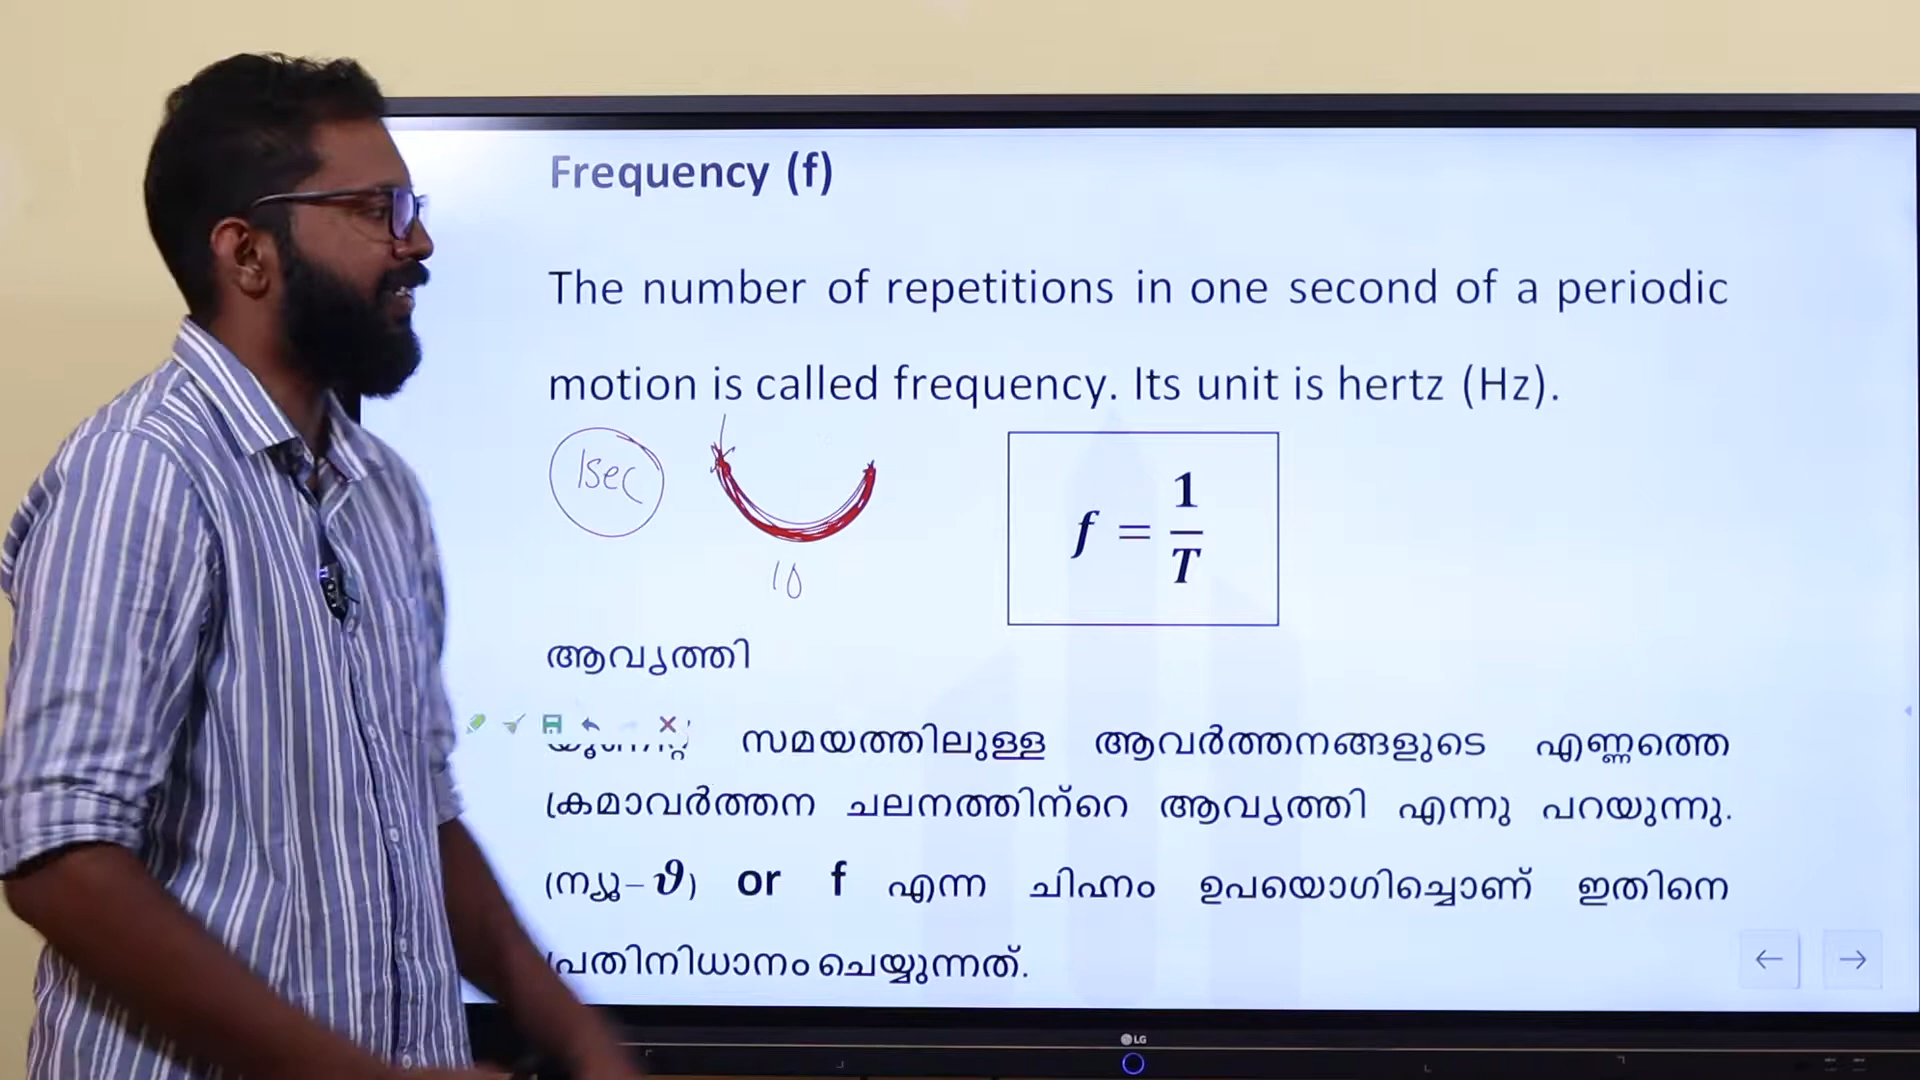 Frequency (f)
The number of repetitions in one second of a periodic
motion is called frequency. Its unit is hertz (Hz).
1sec
10
f = 1/T
ആവൃത്തി
യൂണിറ്റ് സമയത്തിലുള്ള ആവർത്തനങ്ങളുടെ എണ്ണത്തെ
ക്രമാവർത്തന ചലനത്തിന്റെ ആവൃത്തി എന്നു പറയുന്നു.
(ന്യൂ–ϑ) or f എന്ന ചിഹ്നം ഉപയോഗിച്ചൊണ് ഇതിനെ
പ്രതിനിധാനം ചെയ്യുന്നത്.
LG